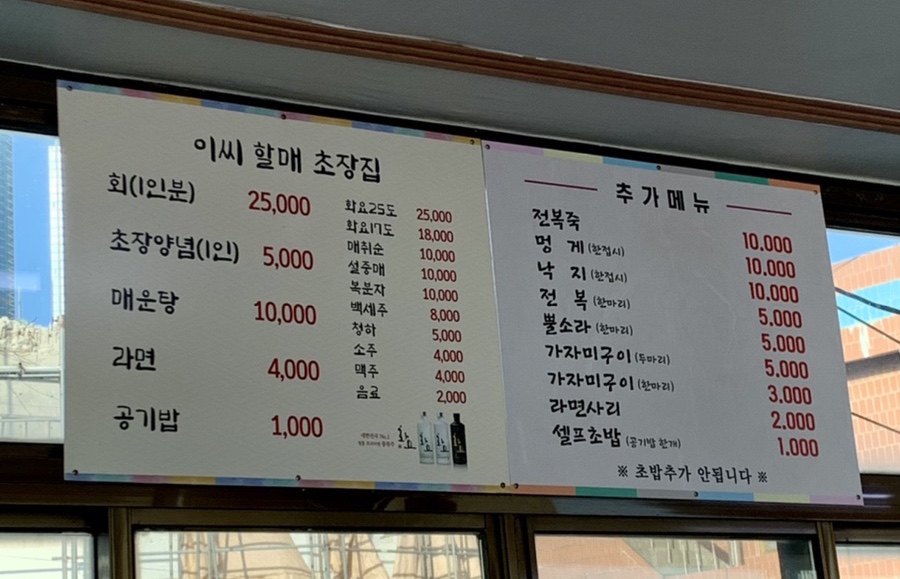 이씨 할매 초장집
회(1인분) 25,000
초장양념(1인) 5,000
매운탕 10,000
라면 4,000
공기밥 1,000
화요25도 25,000
화요17도 18,000
매취순 10,000
설중매 10,000
복분자 10,000
백세주 8,000
청하 5,000
소주 4,000
맥주 4,000
음료 2,000
화요
추가메뉴
전복죽 10.000
멍 게 (한접시) 10.000
낙 지 (한접시) 10.000
전 복 (한마리) 5.000
뿔소라 (한마리) 5.000
가자미구이 (두마리) 5.000
가자미구이 (한마리) 3.000
라면사리 2.000
셀프초밥 (공기밥 한개) 1.000
※ 초밥추가 안됩니다 ※